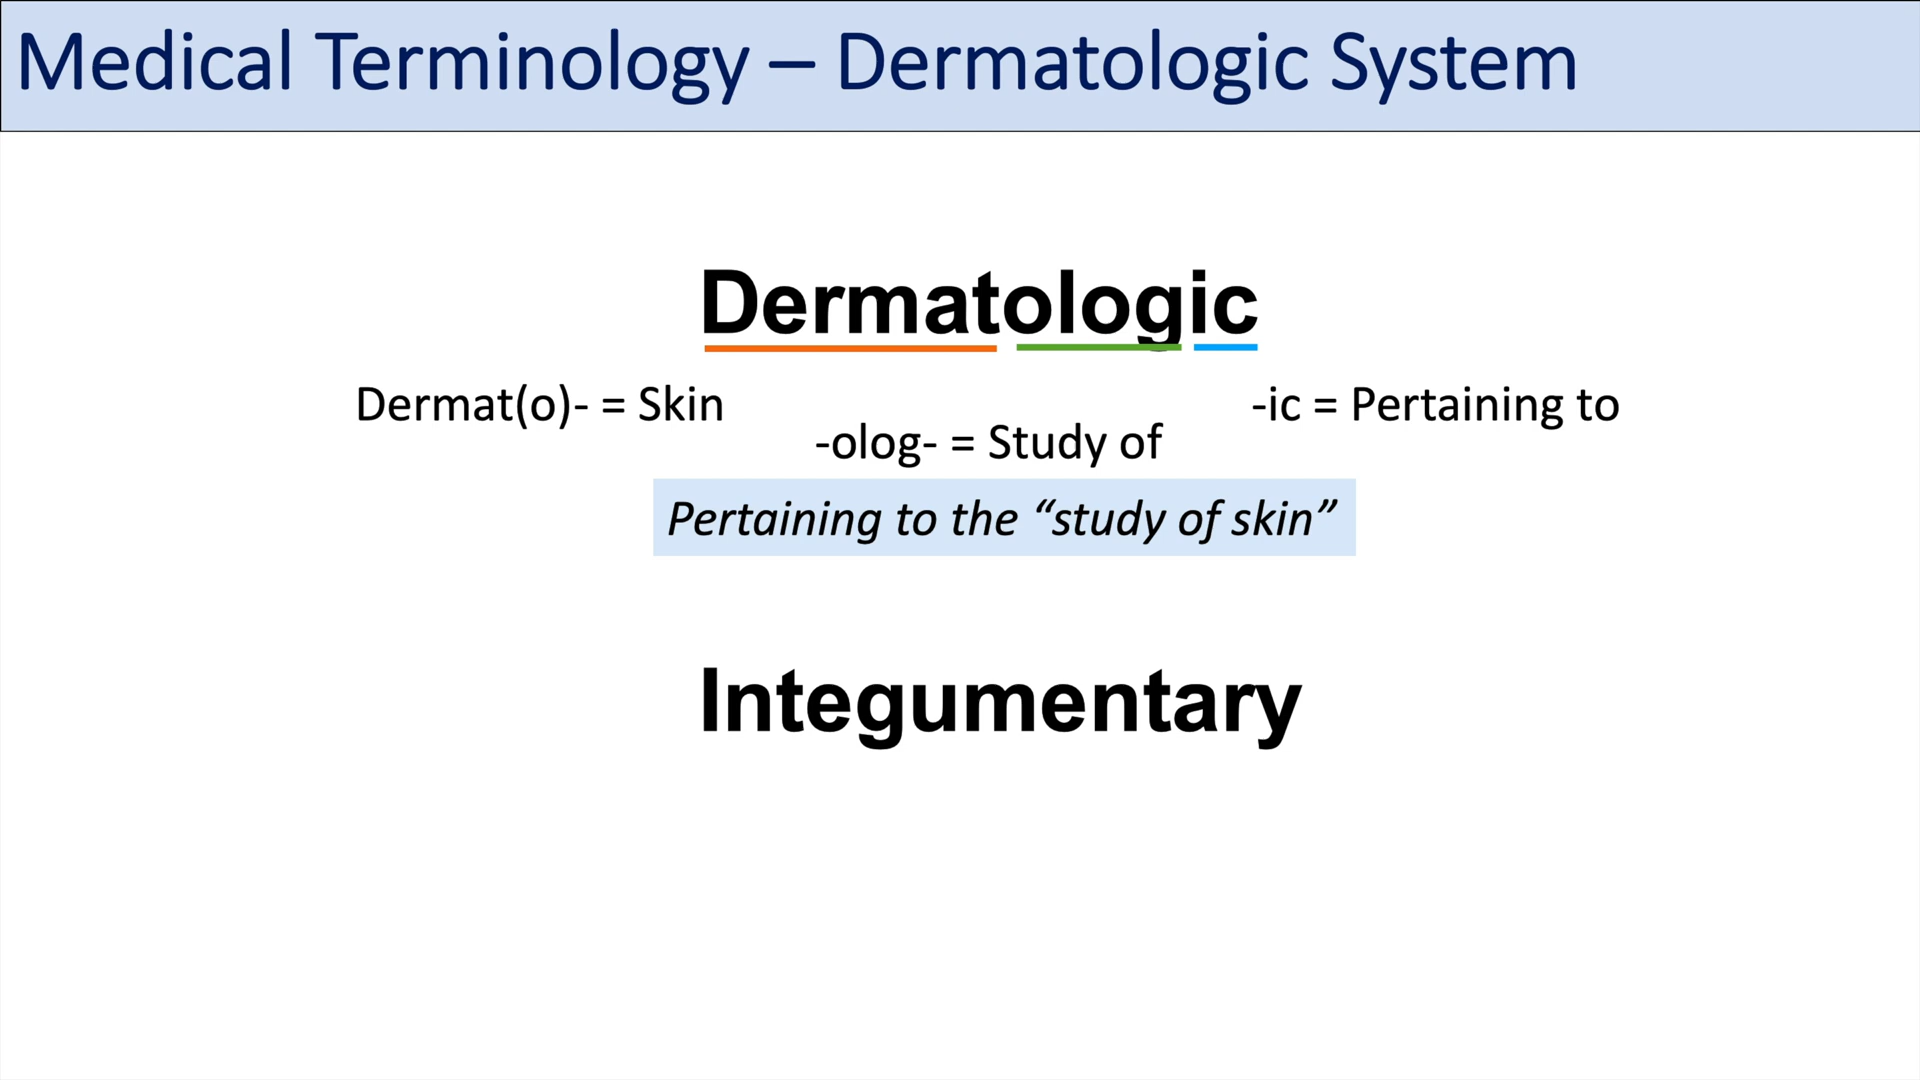 Medical Terminology – Dermatologic System
Dermatologic
Dermat(o)- = Skin
-olog- = Study of
-ic = Pertaining to
Pertaining to the “study of skin”
Integumentary